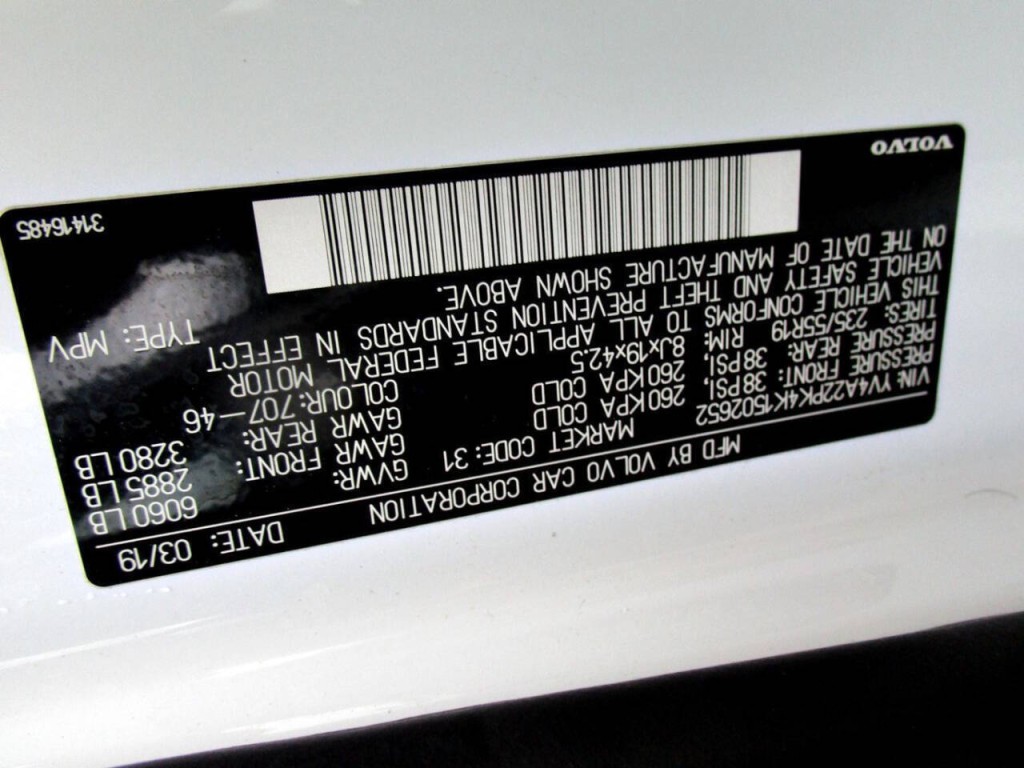 MFD BY VOLVO CAR CORPORATION DATE: 03/19
VIN: YV4A22PK4K1502652 MARKET CODE: 31 GVWR: 6060 LB
PRESSURE FRONT: 38 PSI, 260 KPA COLD GAWR FRONT: 2885 LB
PRESSURE REAR: 38 PSI, 260 KPA COLD GAWR REAR: 3280 LB
TIRES: 235/55R19 RIM: 8Jx19x42.5 COLOUR: 707-46
THIS VEHICLE CONFORMS TO ALL APPLICABLE FEDERAL MOTOR
VEHICLE SAFETY AND THEFT PREVENTION STANDARDS IN EFFECT
ON THE DATE OF MANUFACTURE SHOWN ABOVE. TYPE: MPV
VOLVO 31416485